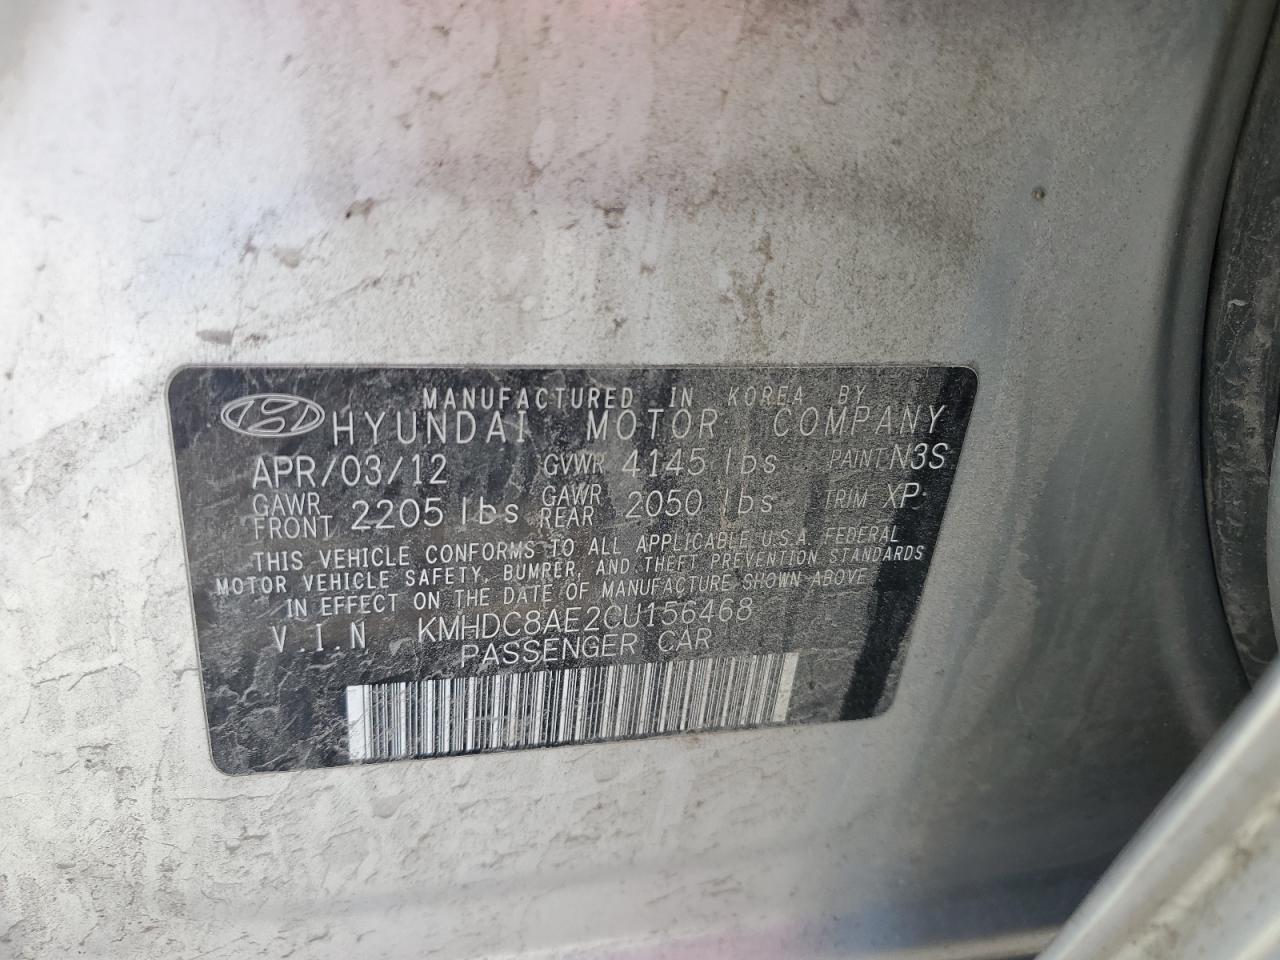 MANUFACTURED IN KOREA BY
HYUNDAI MOTOR COMPANY
APR/03/12 GVWR 4145 lbs PAINT N3S
GAWR FRONT 2205 lbs GAWR REAR 2050 lbs TRIM XP
THIS VEHICLE CONFORMS TO ALL APPLICABLE U.S.A. FEDERAL
MOTOR VEHICLE SAFETY, BUMPER, AND THEFT PREVENTION STANDARDS
IN EFFECT ON THE DATE OF MANUFACTURE SHOWN ABOVE
V.I.N KMHDC8AE2CU156468
PASSENGER CAR